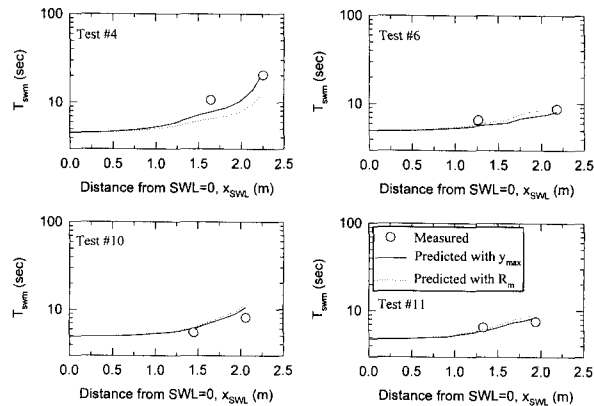 Test #4
T_swm (sec)
100
10
0.0 0.5 1.0 1.5 2.0 2.5
Distance from SWL=0, x_SWL (m)
Test #6
T_swm (sec)
100
10
0.0 0.5 1.0 1.5 2.0 2.5
Distance from SWL=0, x_SWL (m)
Test #10
T_swm (sec)
100
10
0.0 0.5 1.0 1.5 2.0 2.5
Distance from SWL=0, x_SWL (m)
Measured
Predicted with y_max
Predicted with R_m
Test #11
T_swm (sec)
100
10
0.0 0.5 1.0 1.5 2.0 2.5
Distance from SWL=0, x_SWL (m)